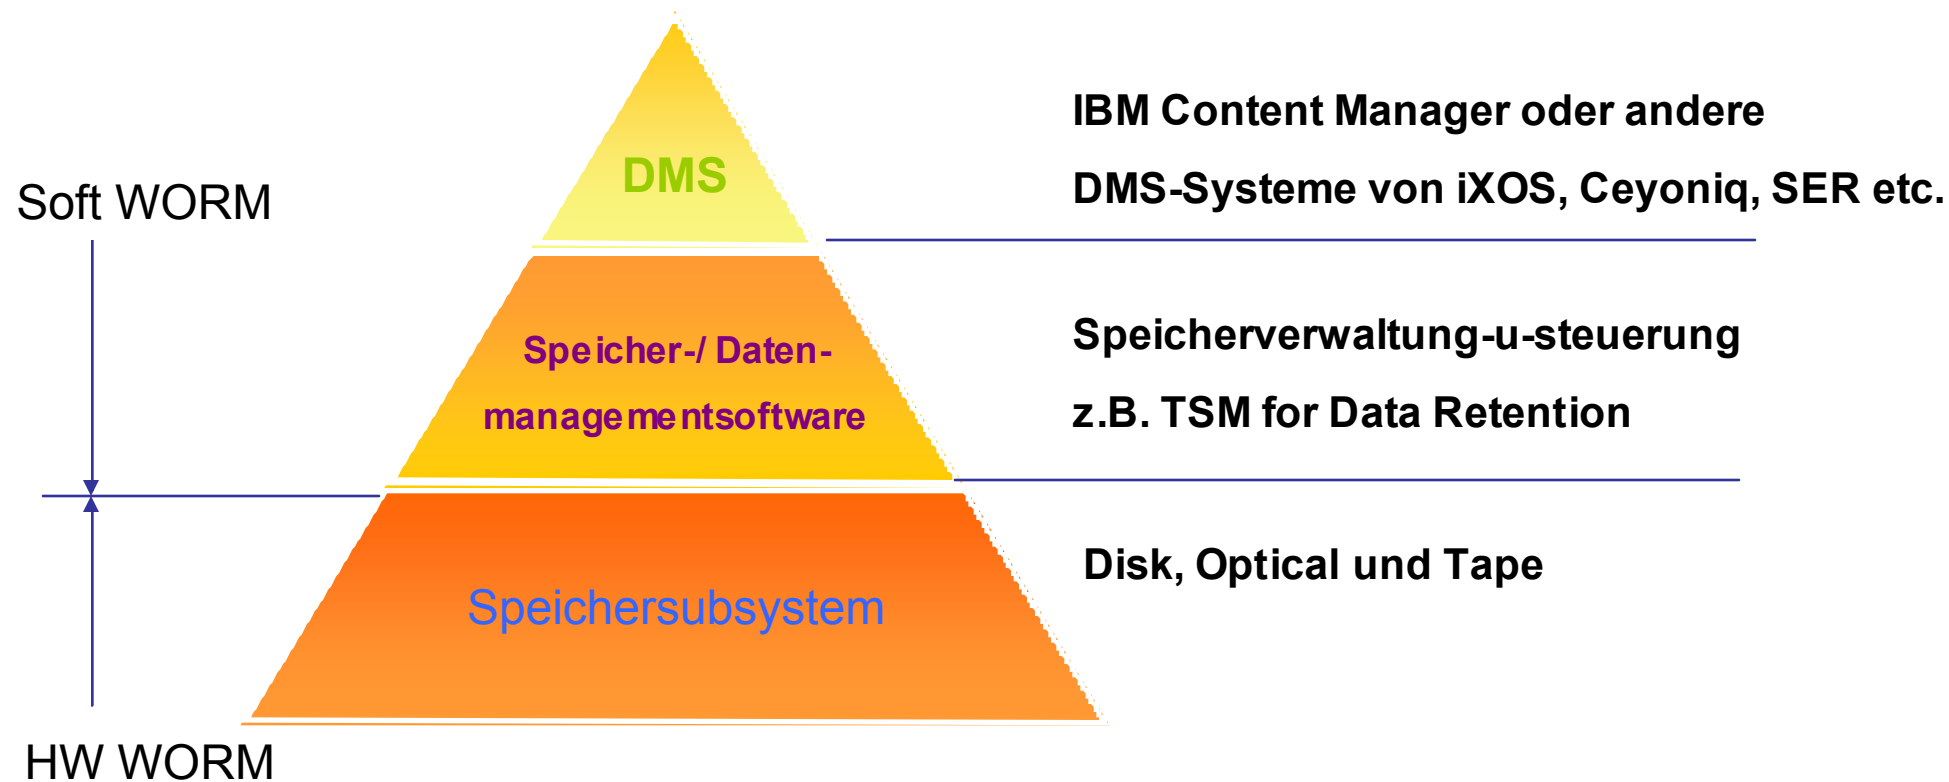 IBM Content Manager oder andere
DMS-Systeme von iXOS, Ceyoniq, SER etc.
DMS
Soft WORM
Speicherverwaltung-u-steuerung
z.B. TSM for Data Retention
Speicher-/ Daten-
managementsoftware
Disk, Optical und Tape
Speichersubsystem
HW WORM